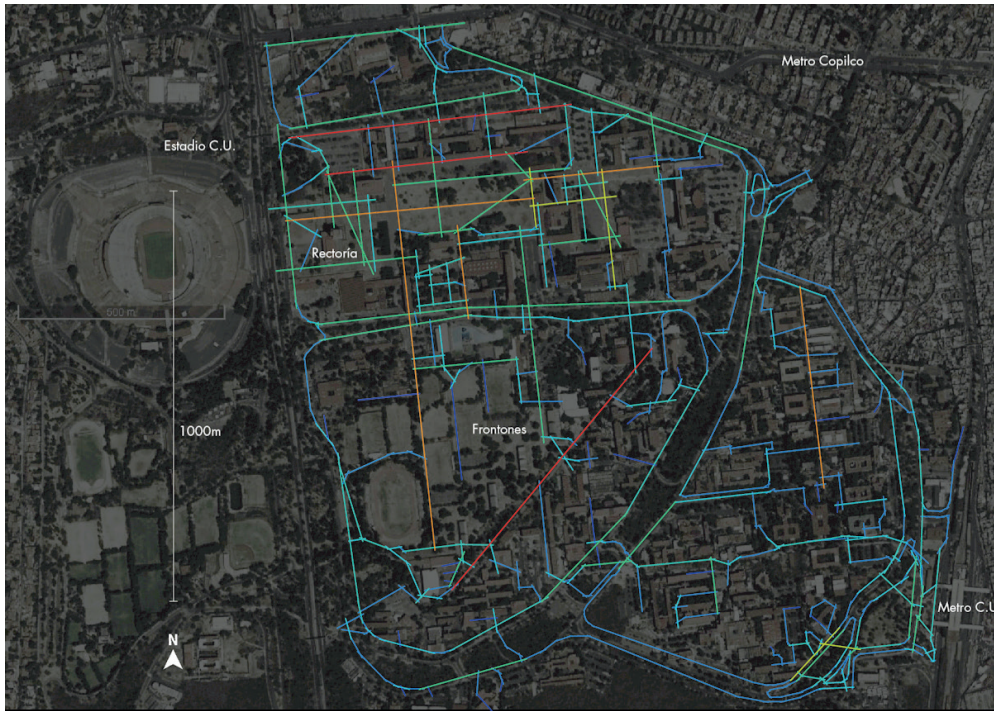 Metro Copilco
Estadio C.U.
Rectoría
500 m
1000m
Frontones
Metro C.U
N